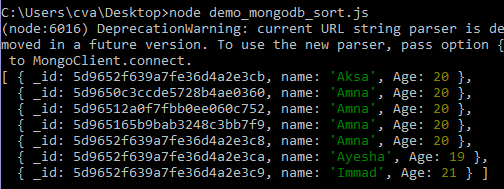 C:\Users\cva\Desktop>node demo_mongodb_sort.js
(node:6016) DeprecationWarning: current URL string parser is de
moved in a future version. To use the new parser, pass option {
 to MongoClient.connect.
[ { _id: 5d9652f639a7fe36d4a2e3cb, name: 'Aksa', Age: 20 },
  { _id: 5d9650c3ccde5728b4ae0360, name: 'Amna', Age: 20 },
  { _id: 5d96512a0f7fbb0ee060c752, name: 'Amna', Age: 20 },
  { _id: 5d965165b9bab3248c3bb7f9, name: 'Amna', Age: 20 },
  { _id: 5d9652f639a7fe36d4a2e3c8, name: 'Amna', Age: 20 },
  { _id: 5d9652f639a7fe36d4a2e3ca, name: 'Ayesha', Age: 19 },
  { _id: 5d9652f639a7fe36d4a2e3c9, name: 'Immad', Age: 21 } ]